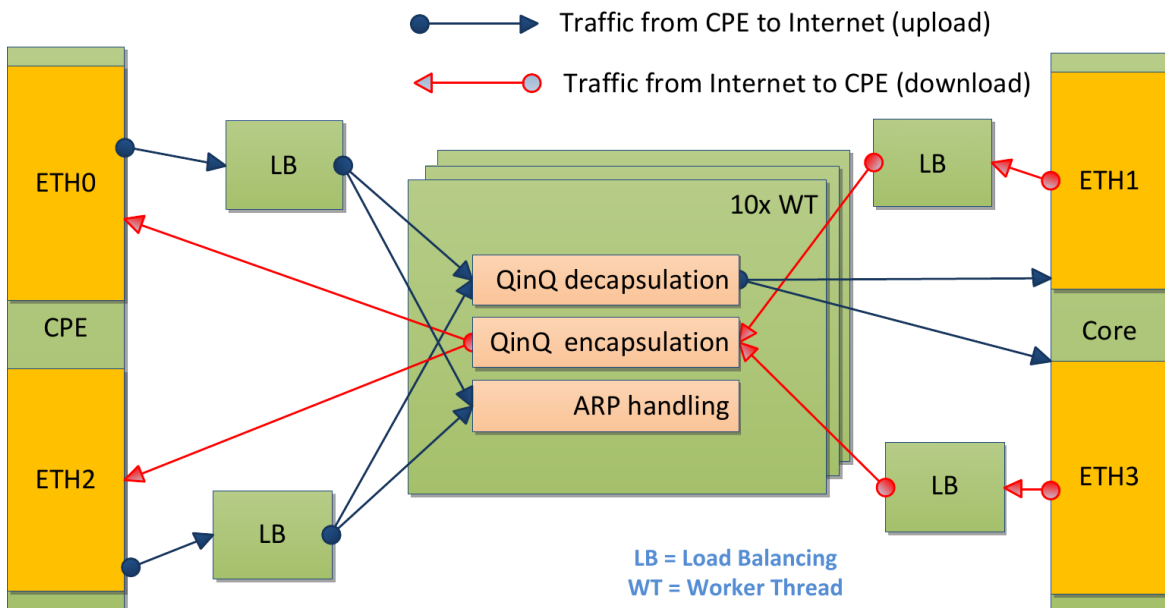 Traffic from CPE to Internet (upload)
Traffic from Internet to CPE (download)
ETH0
CPE
ETH2
LB
LB
10x WT
QinQ decapsulation
QinQ encapsulation
ARP handling
LB
LB
ETH1
Core
ETH3
LB = Load Balancing
WT = Worker Thread